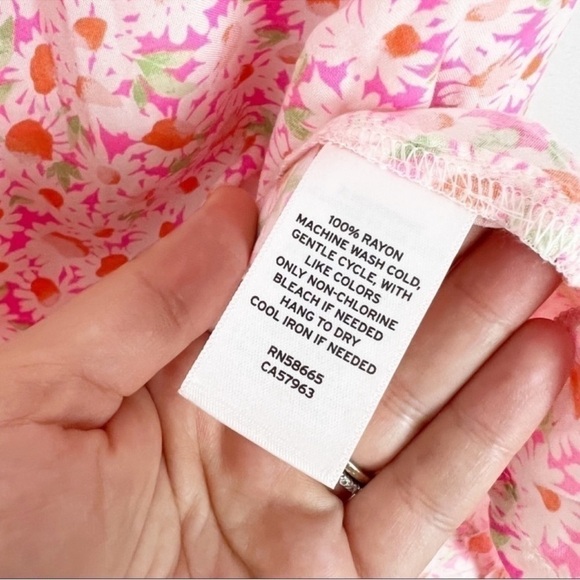 100% RAYON
MACHINE WASH COLD,
GENTLE CYCLE, WITH
LIKE COLORS
ONLY NON-CHLORINE
BLEACH IF NEEDED
HANG TO DRY
COOL IRON IF NEEDED
RN58665
CA57963